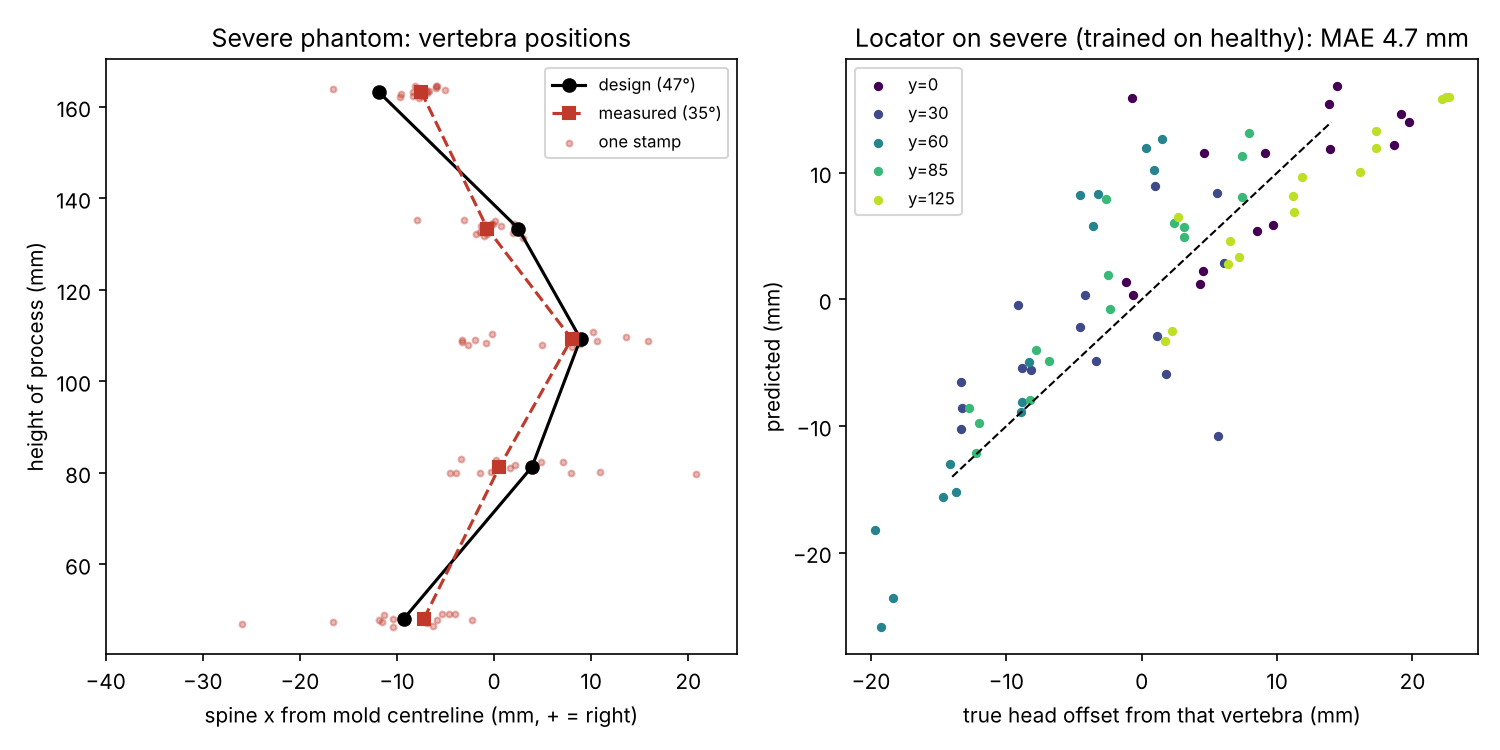 Severe phantom: vertebra positions
design (47°)
measured (35°)
one stamp
160
140
120
100
80
60
height of process (mm)
−40
−30
−20
−10
0
10
20
spine x from mold centreline (mm, + = right)
Locator on severe (trained on healthy): MAE 4.7 mm
y=0
y=30
y=60
y=85
y=125
10
0
−10
−20
predicted (mm)
−20
−10
0
10
20
true head offset from that vertebra (mm)